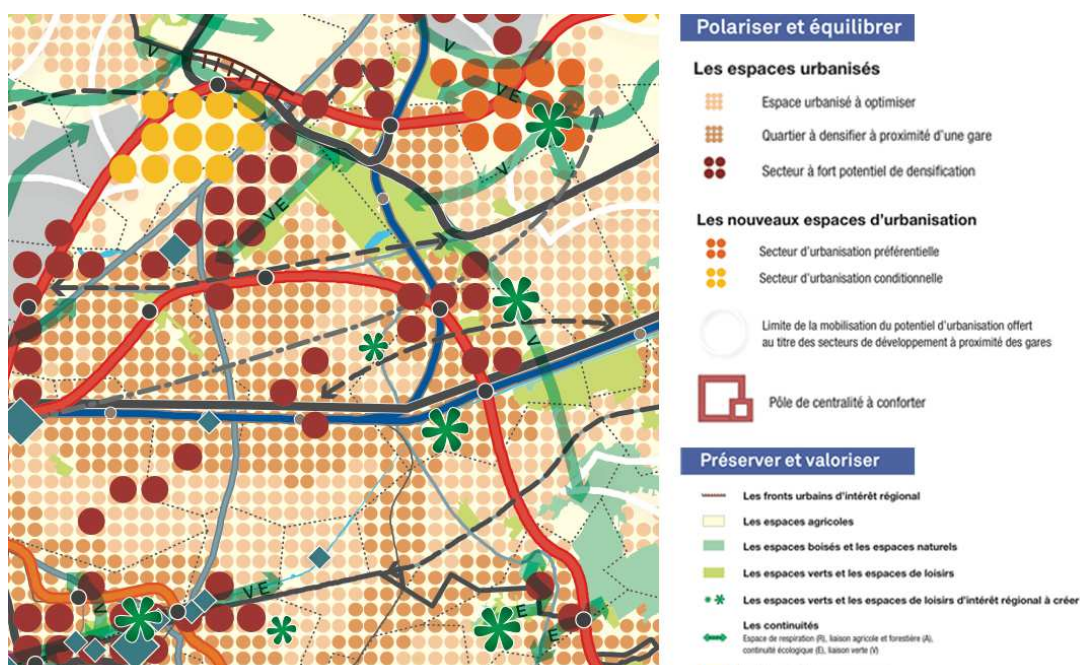 V
V
VE
V
VE
V
V
VE
E
E
E
V
Polariser et équilibrer
Les espaces urbanisés
Espace urbanisé à optimiser
Quartier à densifier à proximité d'une gare
Secteur à fort potentiel de densification
Les nouveaux espaces d'urbanisation
Secteur d'urbanisation préférentielle
Secteur d'urbanisation conditionnelle
Limite de la mobilisation du potentiel d'urbanisation offert
au titre des secteurs de développement à proximité des gares
Pôle de centralité à conforter
Préserver et valoriser
Les fronts urbains d'intérêt régional
Les espaces agricoles
Les espaces boisés et les espaces naturels
Les espaces verts et les espaces de loisirs
Les espaces verts et les espaces de loisirs d'intérêt régional à créer
Les continuités
Espace de respiration (R), liaison agricole et forestière (A),
continuité écologique (E), liaison verte (V)